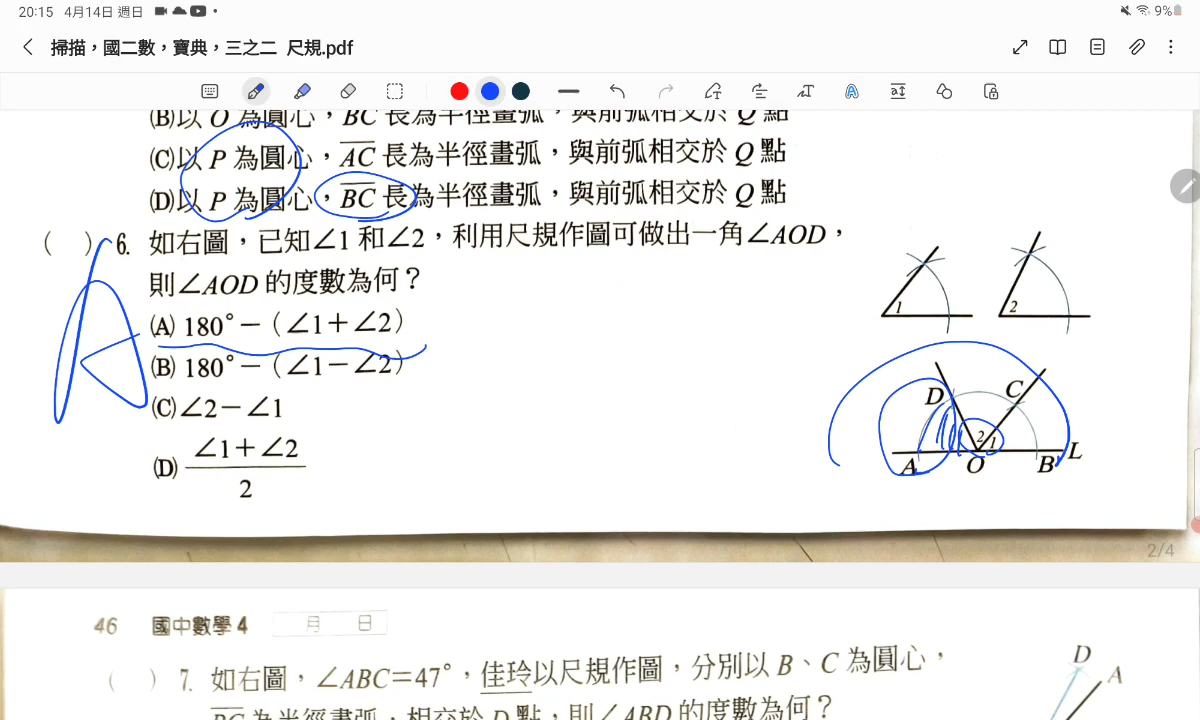 20:15 4月14日 週日 9%
掃描，國二數，寶典，三之二 尺規.pdf
(B)以 O 為圓心，BC 長為半徑畫弧，與前弧相交於 Q 點
(C)以 P 為圓心，AC 長為半徑畫弧，與前弧相交於 Q 點
(D)以 P 為圓心，BC 長為半徑畫弧，與前弧相交於 Q 點
( ) 6. 如右圖，已知∠1 和∠2，利用尺規作圖可做出一角∠AOD，
則∠AOD 的度數為何？
(A) 180°－（∠1＋∠2）
(B) 180°－（∠1－∠2）
(C)∠2－∠1
(D) ∠1＋∠2
2
A
1 2
D C
2 1
A O B L
2/4
46 國中數學 4 月 日
( ) 7. 如右圖，∠ABC＝47°，佳玲以尺規作圖，分別以 B、C 為圓心，
BC 為半徑畫弧，相交於 D 點，則∠ABD 的度數為何？
D A